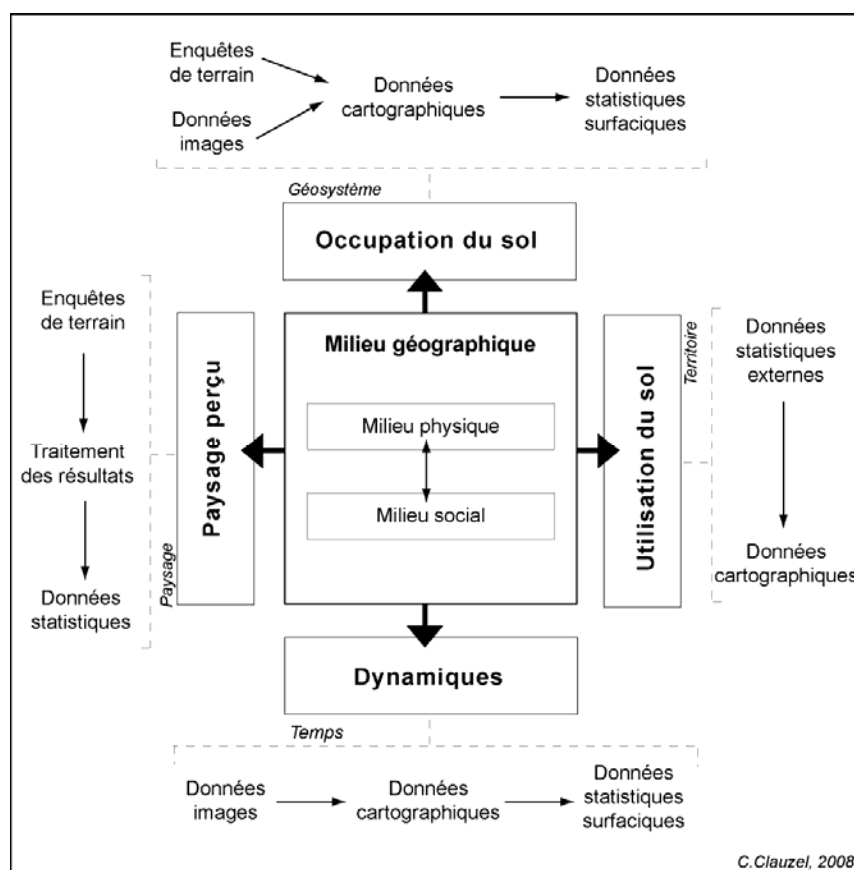 Enquêtes
de terrain
Données
images
Données
cartographiques
Données
statistiques
surfaciques
Géosystème
Occupation du sol
Enquêtes
de terrain
Traitement
des résultats
Données
statistiques
Paysage perçu
Paysage
Milieu géographique
Milieu physique
Milieu social
Utilisation du sol
Territoire
Données
statistiques
externes
Données
cartographiques
Dynamiques
Temps
Données
images
Données
cartographiques
Données
statistiques
surfaciques
C.Clauzel, 2008